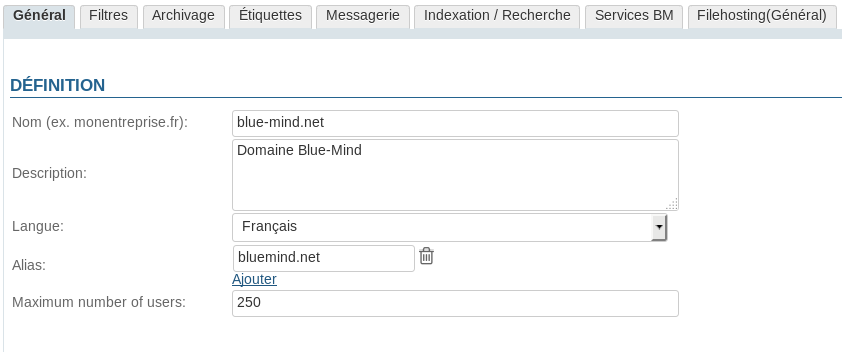 Général Filtres Archivage Étiquettes Messagerie Indexation / Recherche Services BM Filehosting(Général)
DÉFINITION
Nom (ex. monentreprise.fr): blue-mind.net
Description: Domaine Blue-Mind
Langue: Français
Alias: bluemind.net
Ajouter
Maximum number of users: 250